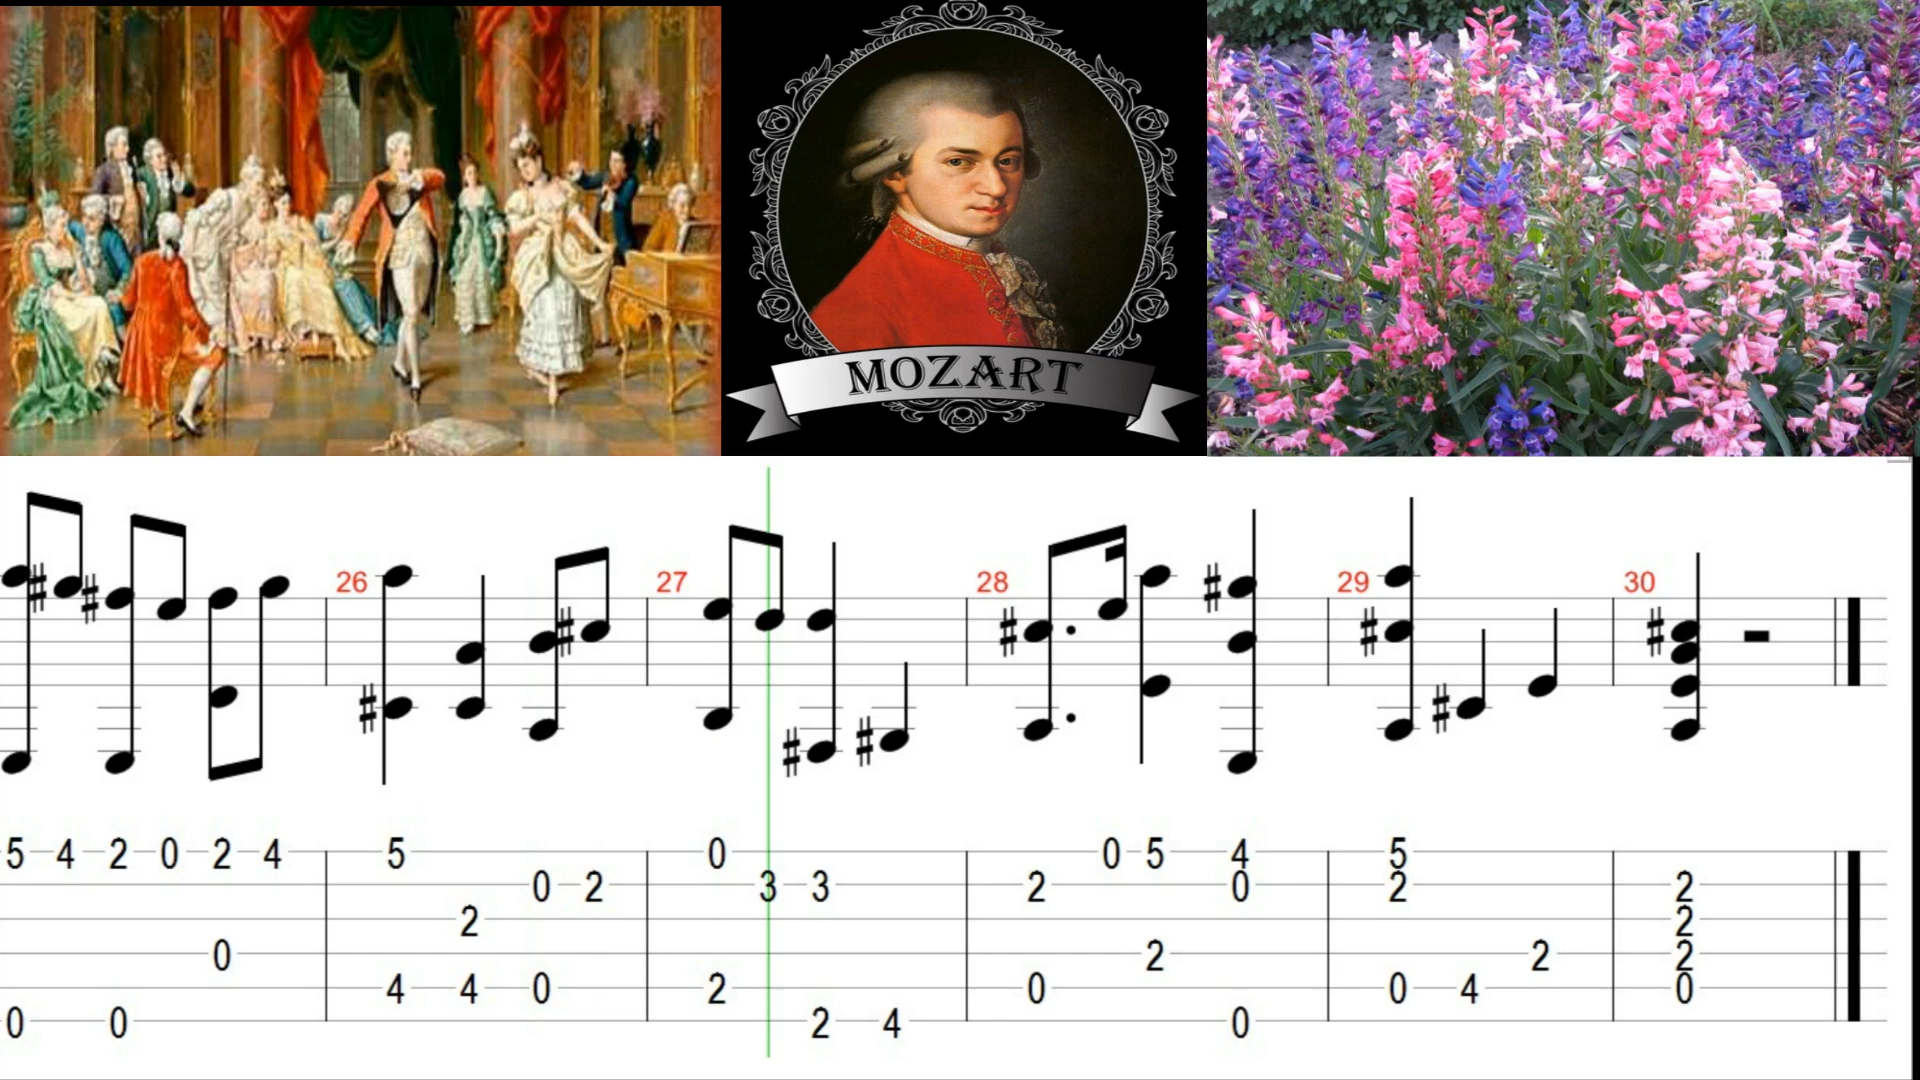 MOZART
26 27 28 29 30
5 4 2 0 2 4 5 0 0 5 4 5
0 2 3 3 2 0 2 2
2 2
0 2 2 2
4 4 0 2 0 0 4 0
0 0 2 4 0